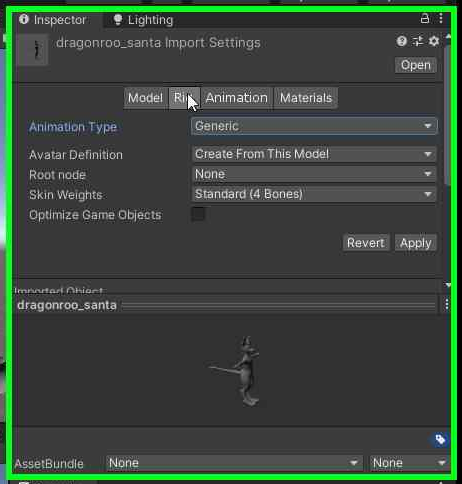 Inspector Lighting
dragonroo_santa Import Settings
Open
Model Rig Animation Materials
Animation Type Generic
Avatar Definition Create From This Model
Root node None
Skin Weights Standard (4 Bones)
Optimize Game Objects
Revert Apply
Imported Object
dragonroo_santa
AssetBundle None None